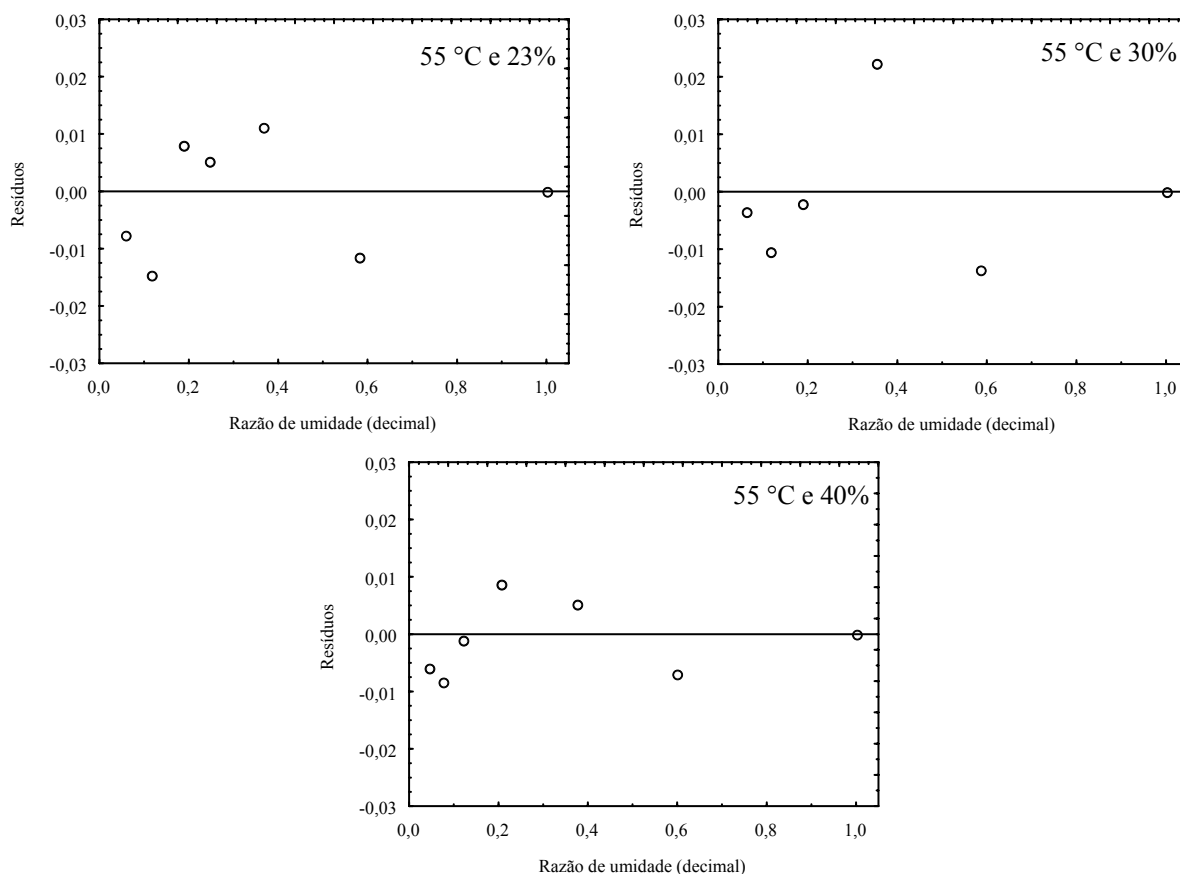 0,03
55 °C e 23%
0,02
0,01
0,00
-0,01
-0,02
-0,03
Resíduos
0,0 0,2 0,4 0,6 0,8 1,0
Razão de umidade (decimal)
0,03
55 °C e 30%
0,02
0,01
0,00
-0,01
-0,02
-0,03
Resíduos
0,0 0,2 0,4 0,6 0,8 1,0
Razão de umidade (decimal)
0,03
55 °C e 40%
0,02
0,01
0,00
-0,01
-0,02
-0,03
Resíduos
0,0 0,2 0,4 0,6 0,8 1,0
Razão de umidade (decimal)